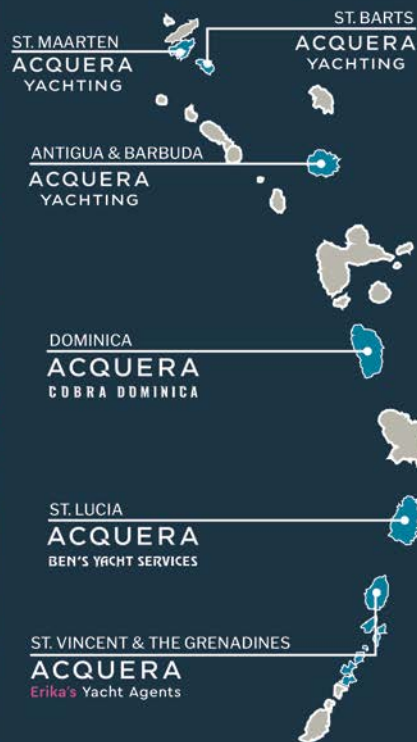 ST. MAARTEN
ACQUERA
YACHTING
ST. BARTS
ACQUERA
YACHTING
ANTIGUA & BARBUDA
ACQUERA
YACHTING
DOMINICA
ACQUERA
COBRA DOMINICA
ST. LUCIA
ACQUERA
BEN'S YACHT SERVICES
ST. VINCENT & THE GRENADINES
ACQUERA
Erika's Yacht Agents